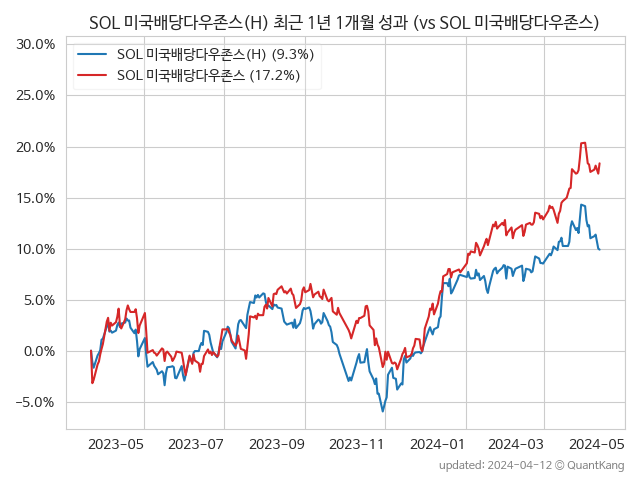 SOL 미국배당다우존스(H) 최근 1년 1개월 성과 (vs SOL 미국배당다우존스)
30.0%
SOL 미국배당다우존스(H) (9.3%)
SOL 미국배당다우존스 (17.2%)
25.0%
20.0%
15.0%
10.0%
5.0%
0.0%
−5.0%
2023-05 2023-07 2023-09 2023-11 2024-01 2024-03 2024-05
updated: 2024-04-12 © QuantKang